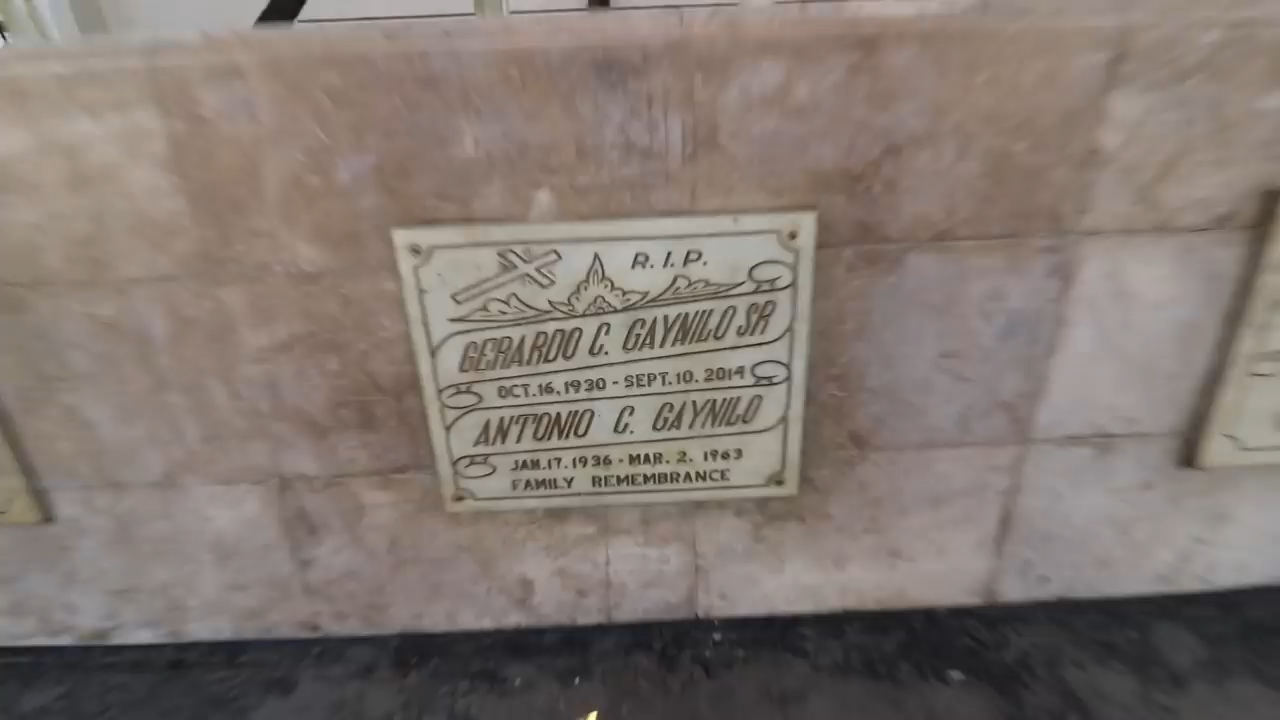 R.I.P.
GERARDO C. GAYNILO SR
OCT.16,1930 - SEPT.10.2014
ANTONIO C. GAYNILO
JAN.17.1936 - MAR. 2. 1963
FAMILY REMEMBRANCE